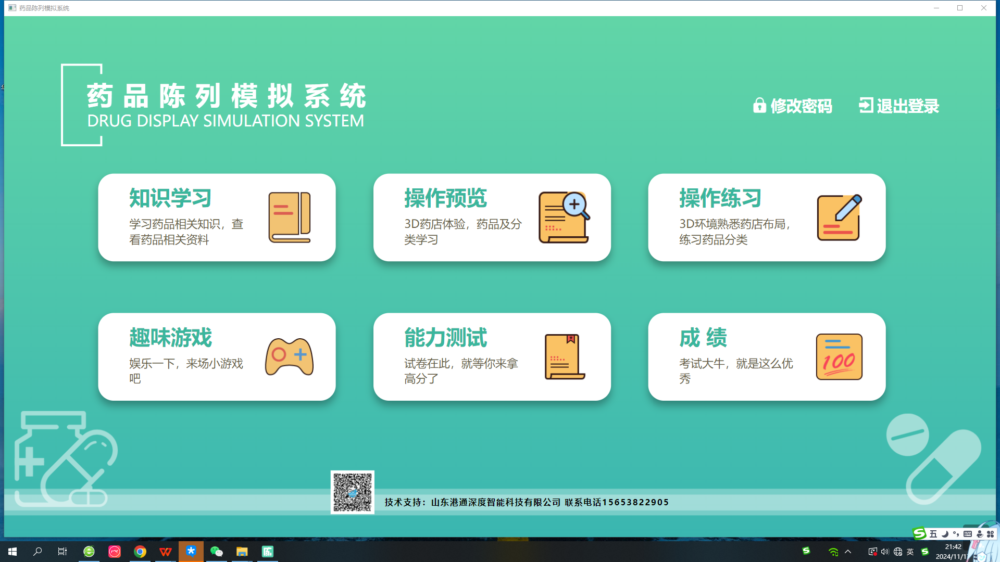 药品陈列模拟系统
药品陈列模拟系统
DRUG DISPLAY SIMULATION SYSTEM
修改密码
退出登录
知识学习
学习药品相关知识，查
看药品相关资料
操作预览
3D药店体验，药品及分
类学习
操作练习
3D环境熟悉药店布局，
练习药品分类
趣味游戏
娱乐一下，来场小游戏
吧
能力测试
试卷在此，就等你来拿
高分了
成 绩
考试大牛，就是这么优
秀
100
技术支持：山东港通深度智能科技有限公司 联系电话15653822905
五
英
21:42